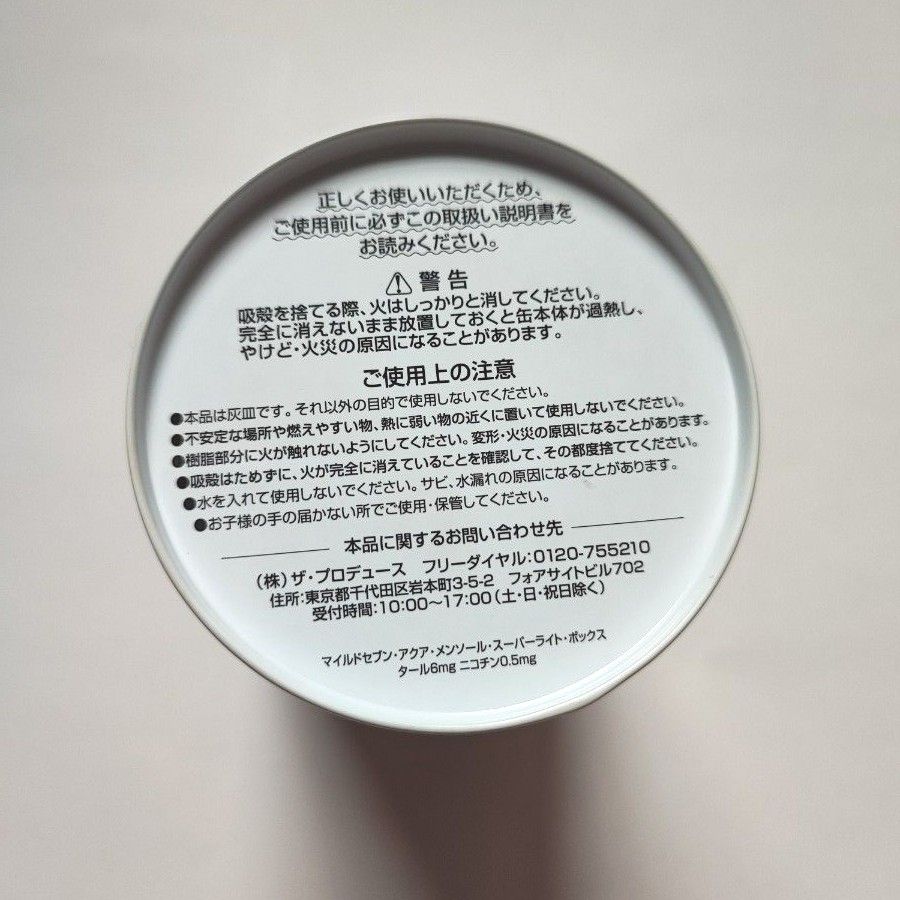 正しくお使いいただくため、
ご使用前に必ずこの取扱い説明書を
お読みください。
⚠ 警告
吸殻を捨てる際、火はしっかりと消してください。
完全に消えないまま放置しておくと缶本体が過熱し、
やけど・火災の原因になることがあります。
ご使用上の注意
●本品は灰皿です。それ以外の目的で使用しないでください。
●不安定な場所や燃えやすい物、熱に弱い物の近くに置いて使用しないでください。
●樹脂部分に火が触れないようにしてください。変形・火災の原因になることがあります。
●吸殻はためずに、火が完全に消えていることを確認して、その都度捨ててください。
●水を入れて使用しないでください。サビ、水漏れの原因になることがあります。
●お子様の手の届かない所でご使用・保管してください。
本品に関するお問い合わせ先
(株)ザ・プロデュース フリーダイヤル:0120-755210
住所:東京都千代田区岩本町3-5-2 フォアサイトビル702
受付時間:10:00〜17:00(土・日・祝日除く)
マイルドセブン・アクア・メンソール・スーパーライト・ボックス
タール6mg ニコチン0.5mg